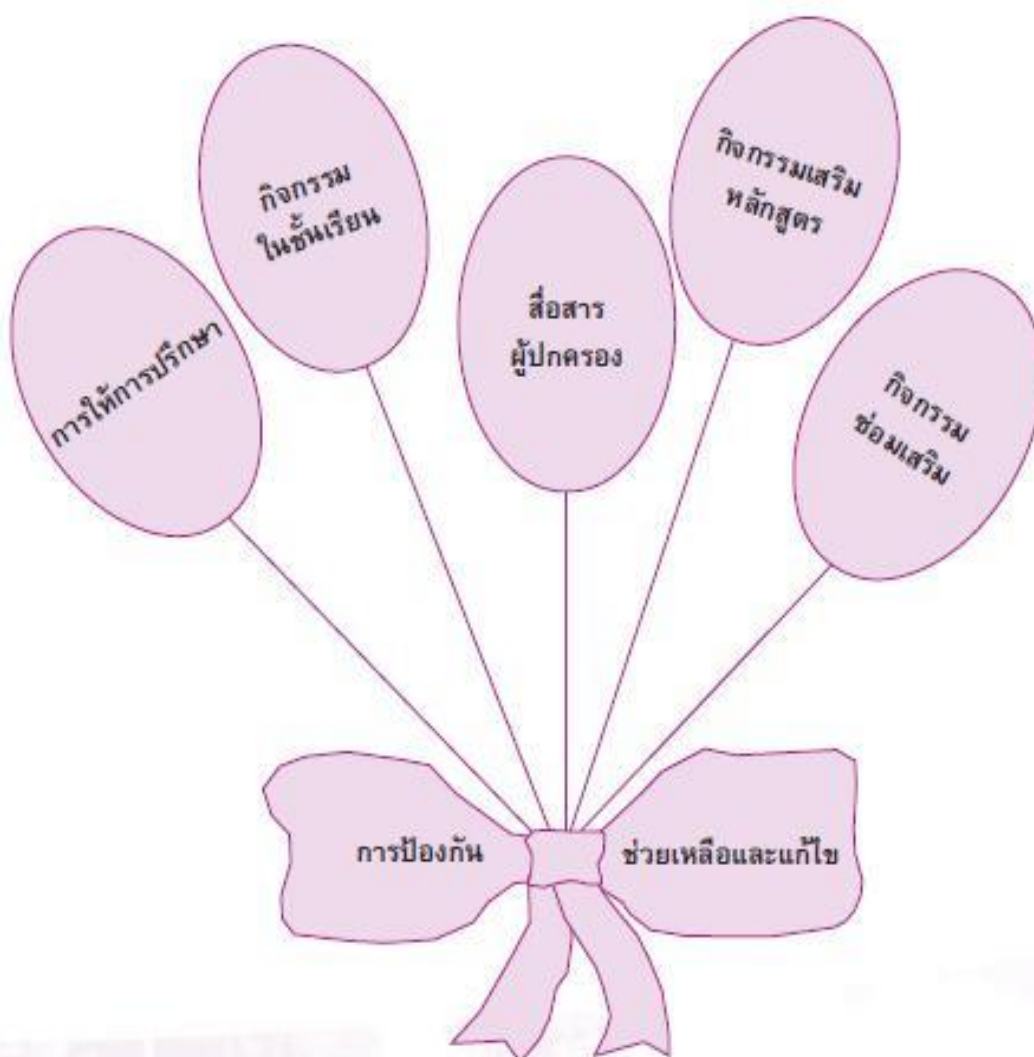 การให้การปรึกษา
กิจกรรม
ในชั้นเรียน
สื่อสาร
ผู้ปกครอง
กิจกรรมเสริม
หลักสูตร
กิจกรรม
ซ่อมเสริม
การป้องกัน
ช่วยเหลือและแก้ไข